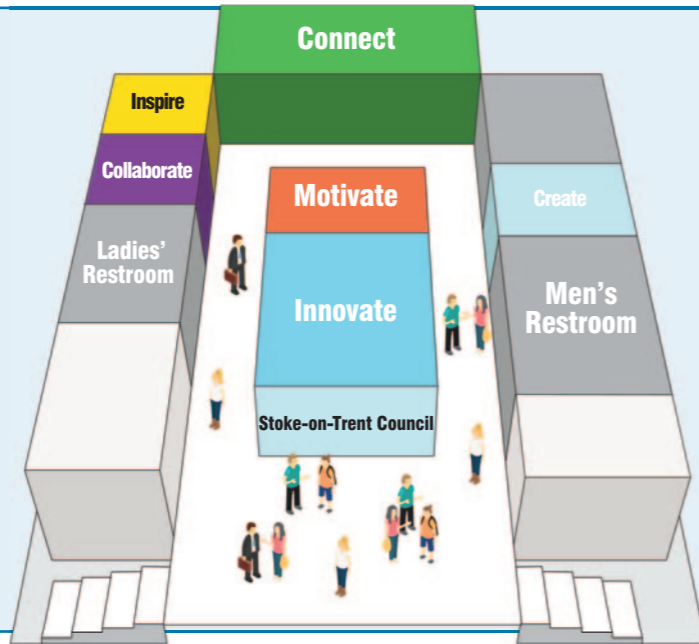 Connect
Inspire
Collaborate
Ladies'
Restroom
Motivate
Innovate
Stoke-on-Trent Council
Create
Men's
Restroom